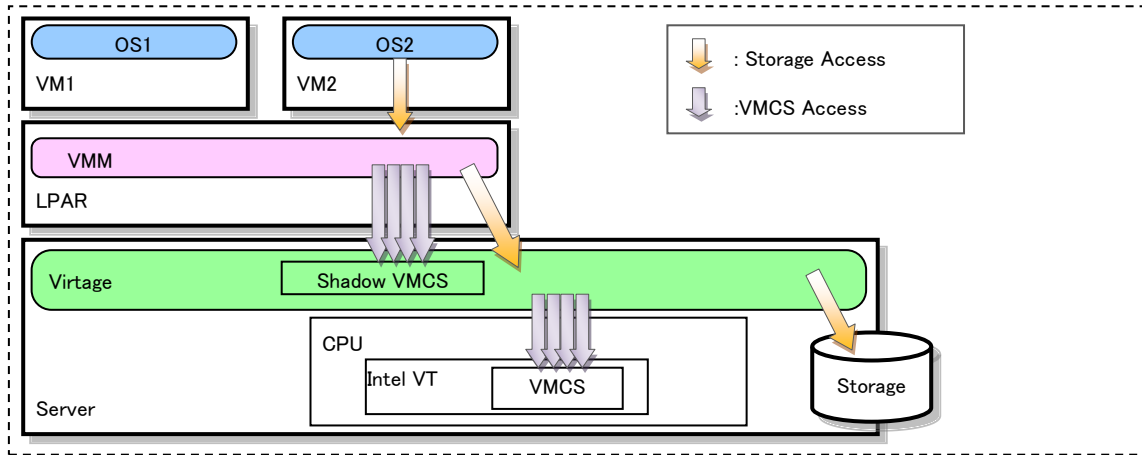 OS1
OS2
VM1
VM2
: Storage Access
:VMCS Access
VMM
LPAR
Virtage
Shadow VMCS
CPU
Intel VT
VMCS
Storage
Server